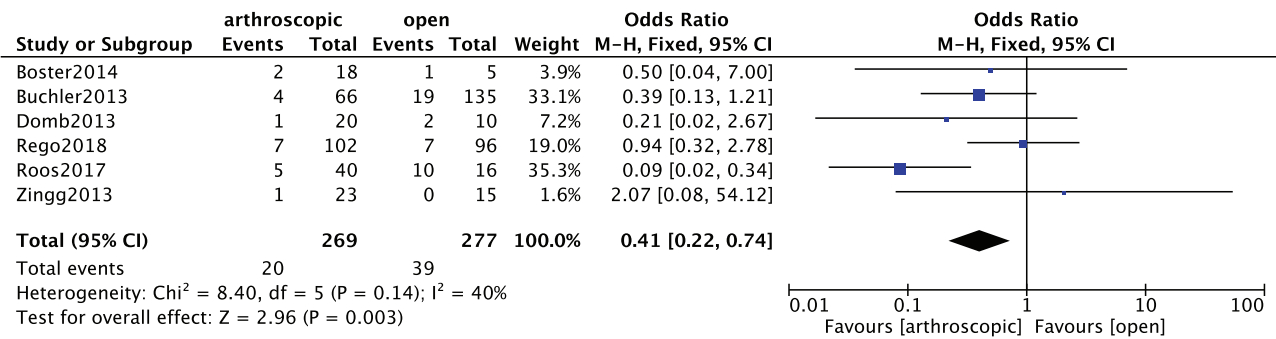 arthroscopic open Odds Ratio Odds Ratio
Study or Subgroup Events Total Events Total Weight M-H, Fixed, 95% CI M-H, Fixed, 95% CI
Boster2014 2 18 1 5 3.9% 0.50 [0.04, 7.00]
Buchler2013 4 66 19 135 33.1% 0.39 [0.13, 1.21]
Domb2013 1 20 2 10 7.2% 0.21 [0.02, 2.67]
Rego2018 7 102 7 96 19.0% 0.94 [0.32, 2.78]
Roos2017 5 40 10 16 35.3% 0.09 [0.02, 0.34]
Zingg2013 1 23 0 15 1.6% 2.07 [0.08, 54.12]
Total (95% CI) 269 277 100.0% 0.41 [0.22, 0.74]
Total events 20 39
Heterogeneity: Chi² = 8.40, df = 5 (P = 0.14); I² = 40%
Test for overall effect: Z = 2.96 (P = 0.003)
0.01 0.1 1 10 100
Favours [arthroscopic] Favours [open]